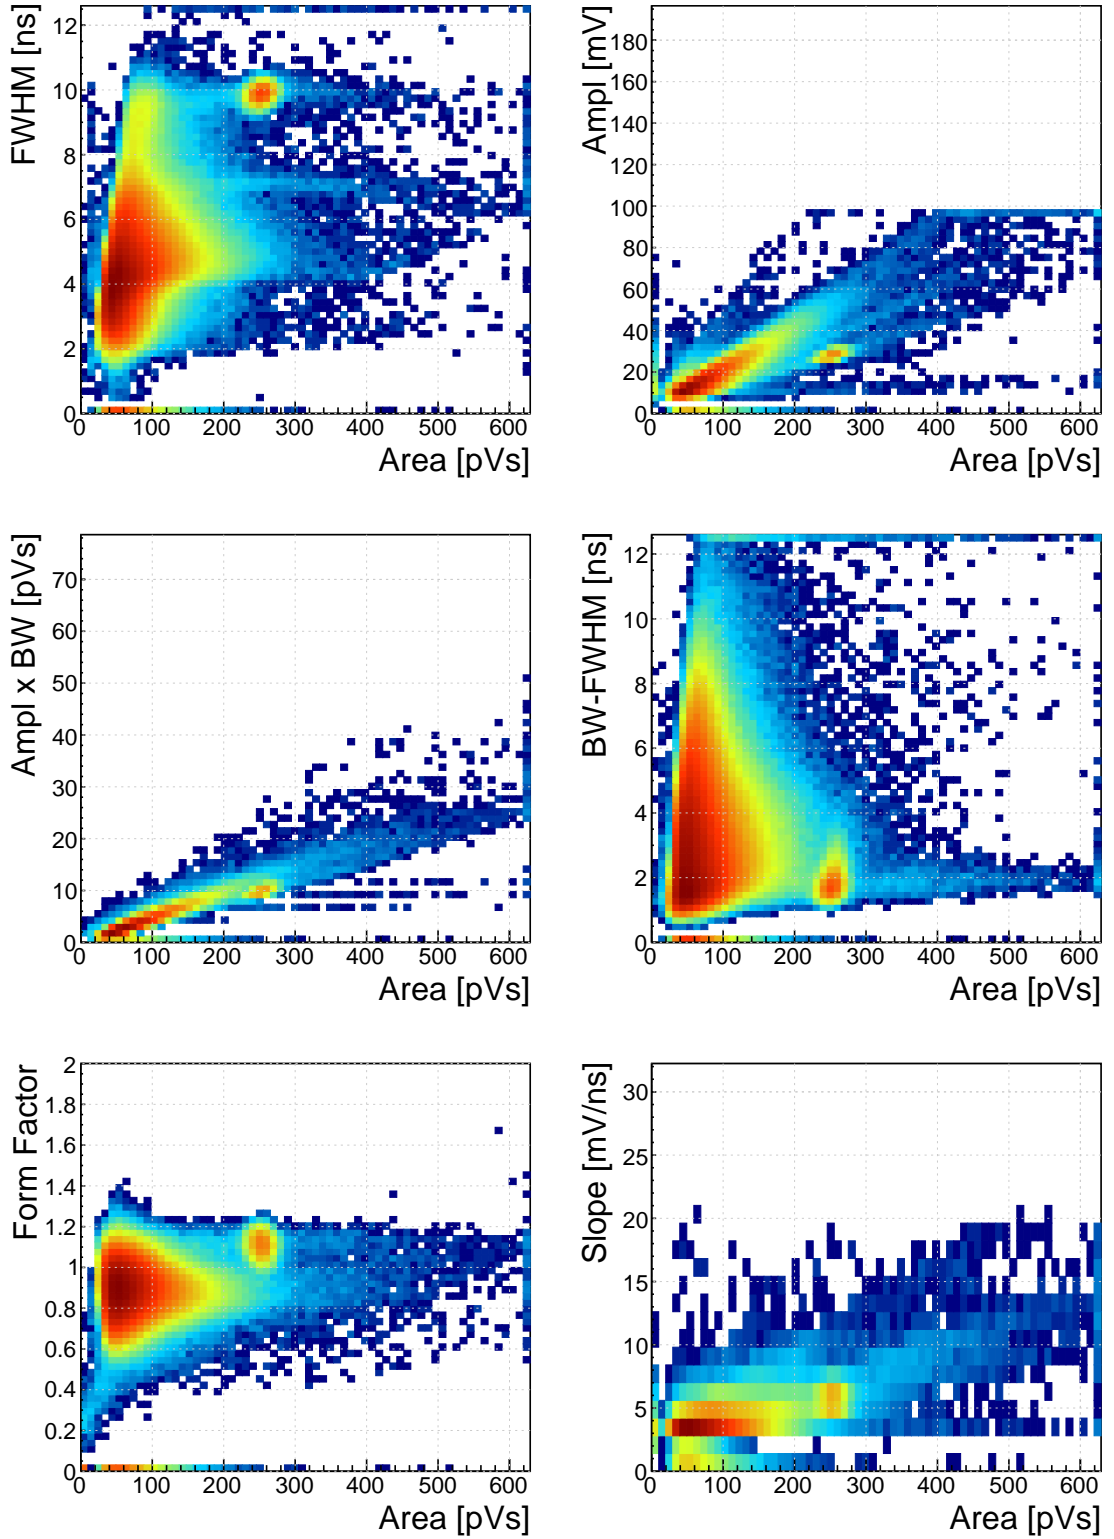 FWHM [ns]
12
10
8
6
4
2
0
0 100 200 300 400 500 600
Area [pVs]
Ampl [mV]
180
160
140
120
100
80
60
40
20
0
0 100 200 300 400 500 600
Area [pVs]
Ampl x BW [pVs]
70
60
50
40
30
20
10
0
0 100 200 300 400 500 600
Area [pVs]
BW-FWHM [ns]
12
10
8
6
4
2
0
0 100 200 300 400 500 600
Area [pVs]
Form Factor
2
1.8
1.6
1.4
1.2
1
0.8
0.6
0.4
0.2
0
0 100 200 300 400 500 600
Area [pVs]
Slope [mV/ns]
30
25
20
15
10
5
0
0 100 200 300 400 500 600
Area [pVs]